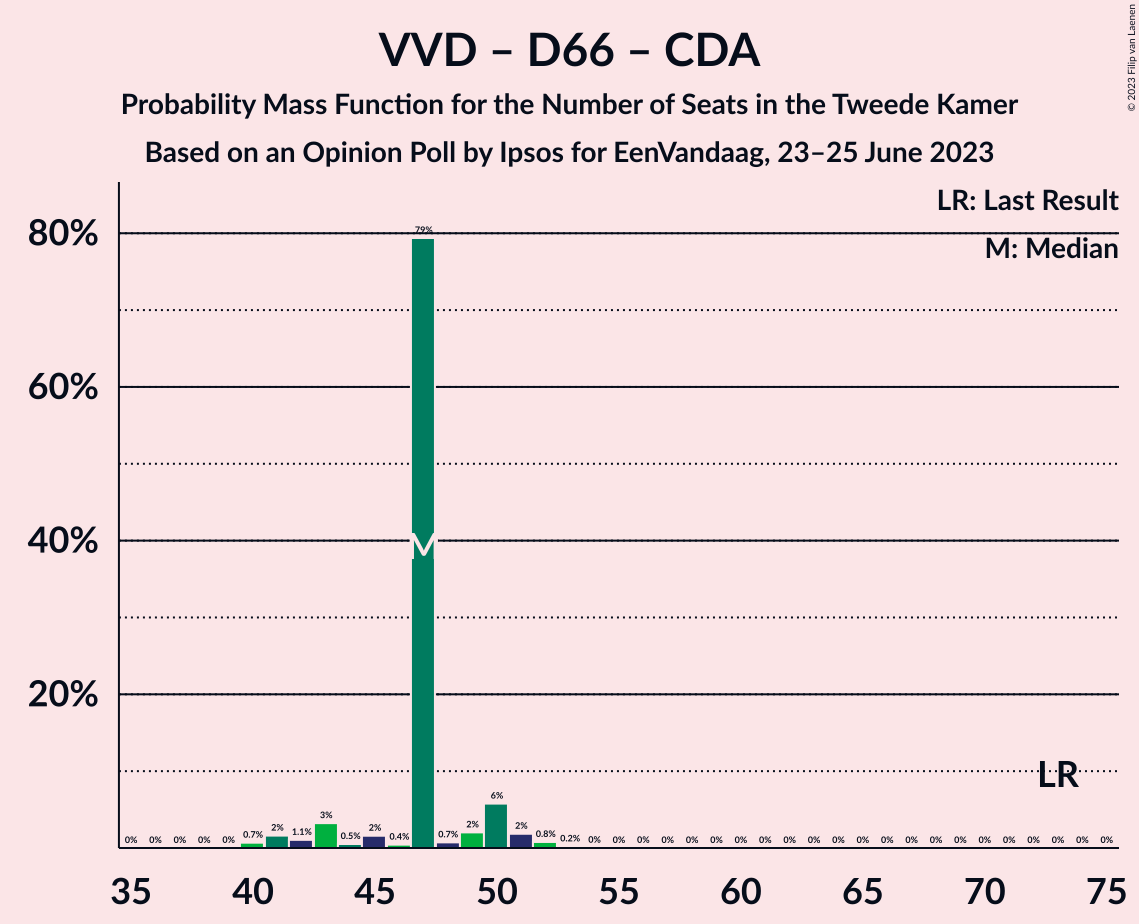 VVD – D66 – CDA
Probability Mass Function for the Number of Seats in the Tweede Kamer
Based on an Opinion Poll by Ipsos for EenVandaag, 23–25 June 2023
© 2023 Filip van Laenen
LR: Last Result
M: Median
80%
60%
40%
20%
79%
M
LR
0% 0% 0% 0% 0% 0.7% 2% 1.1% 3% 0.5% 2% 0.4% 0.7% 2% 6% 2% 0.8% 0.2% 0% 0% 0% 0% 0% 0% 0% 0% 0% 0% 0% 0% 0% 0% 0% 0% 0% 0% 0% 0% 0% 0%
35 40 45 50 55 60 65 70 75